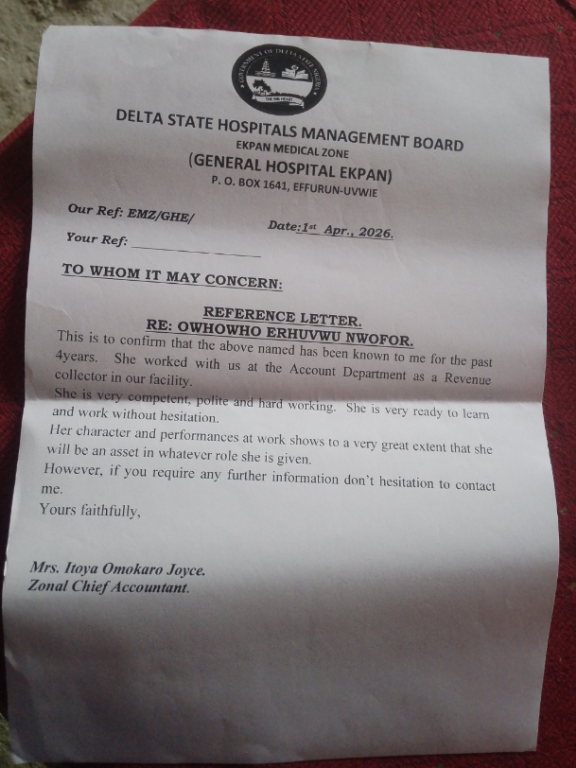 GOVERNMENT OF DELTA STATE NIGERIA
DELTA STATE HOSPITALS MANAGEMENT BOARD
EKPAN MEDICAL ZONE
(GENERAL HOSPITAL EKPAN)
P. O. BOX 1641, EFFURUN-UVWIE
Our Ref: EMZ/GHE/
Date:1st Apr., 2026.
Your Ref: ___________________
TO WHOM IT MAY CONCERN:
REFERENCE LETTER.
RE: OWHOWHO ERHUVWU NWOFOR.
This is to confirm that the above named has been known to me for the past
4years. She worked with us at the Account Department as a Revenue
collector in our facility.
She is very competent, polite and hard working. She is very ready to learn
and work without hesitation.
Her character and performances at work shows to a very great extent that she
will be an asset in whatever role she is given.
However, if you require any further information don't hesitation to contact
me.
Yours faithfully,
Mrs. Itoya Omokaro Joyce.
Zonal Chief Accountant.